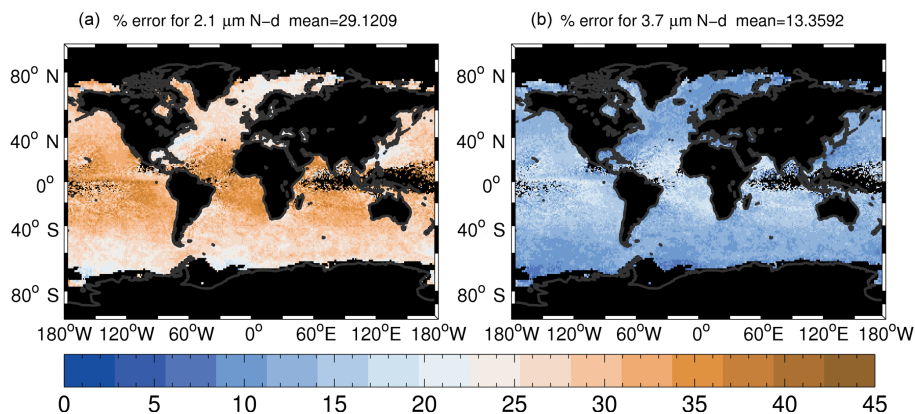 (a) % error for 2.1 μm N-d mean=29.1209
(b) % error for 3.7 μm N-d mean=13.3592
80° N
40° N
0°
40° S
80° S
180°W 120°W 60°W 0° 60°E 120°E 180°W
80° N
40° N
0°
40° S
80° S
180°W 120°W 60°W 0° 60°E 120°E 180°W
0 5 10 15 20 25 30 35 40 45